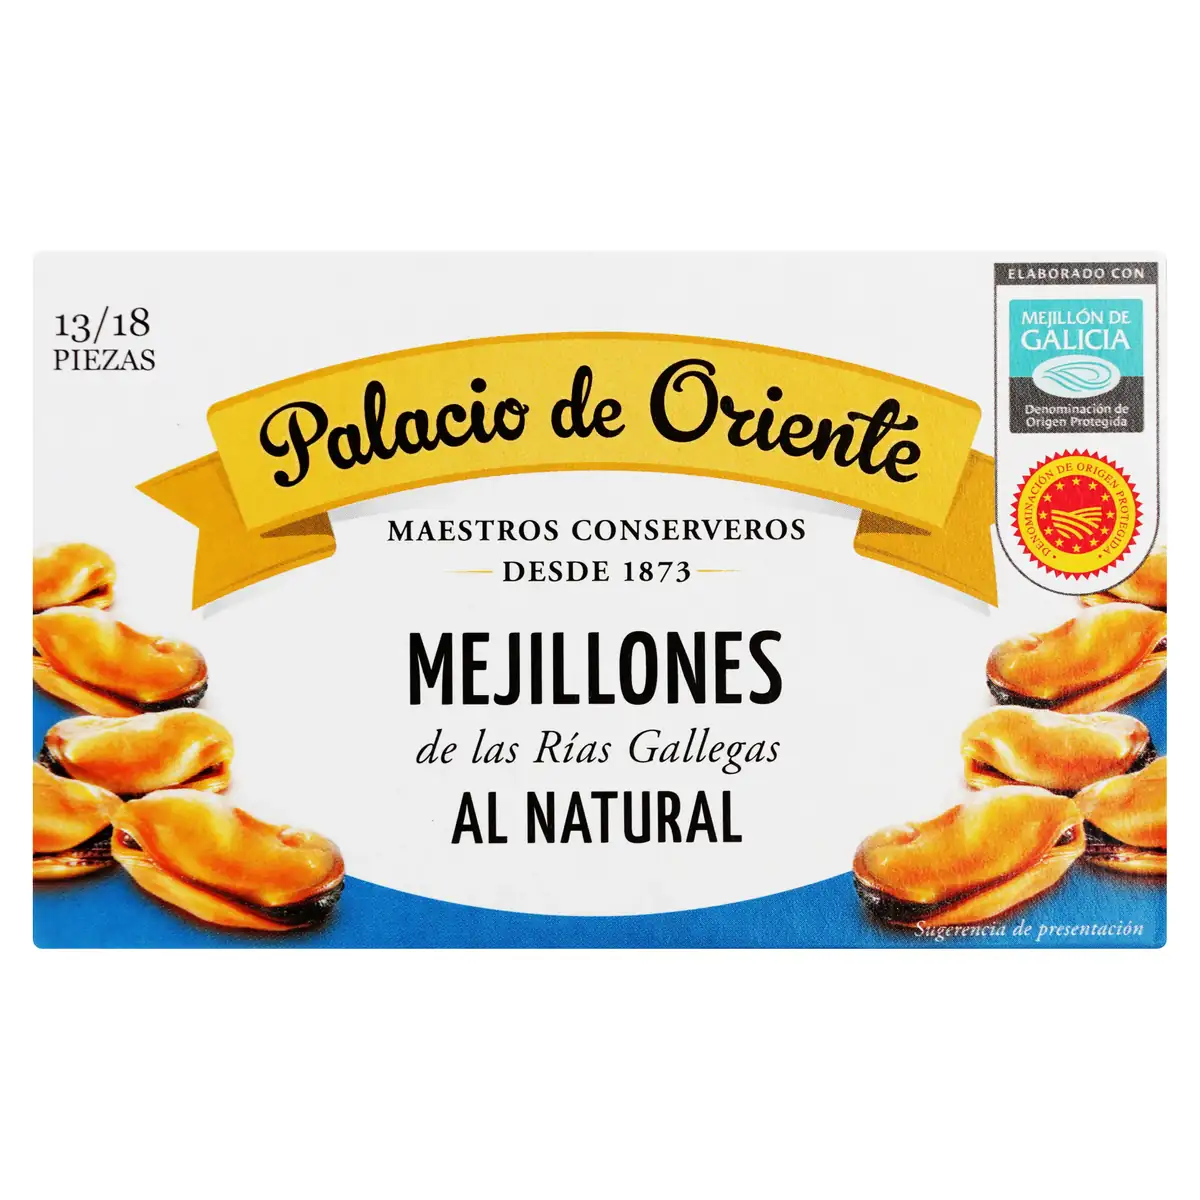 13/18
PIEZAS
Palacio de Oriente
MAESTROS CONSERVEROS
DESDE 1873
MEJILLONES
de las Rías Gallegas
AL NATURAL
ELABORADO CON
MEJILLÓN DE
GALICIA
Denominación de
Origen Protegida
DENOMINACIÓN DE ORIGEN PROTEGIDA
Sugerencia de presentación